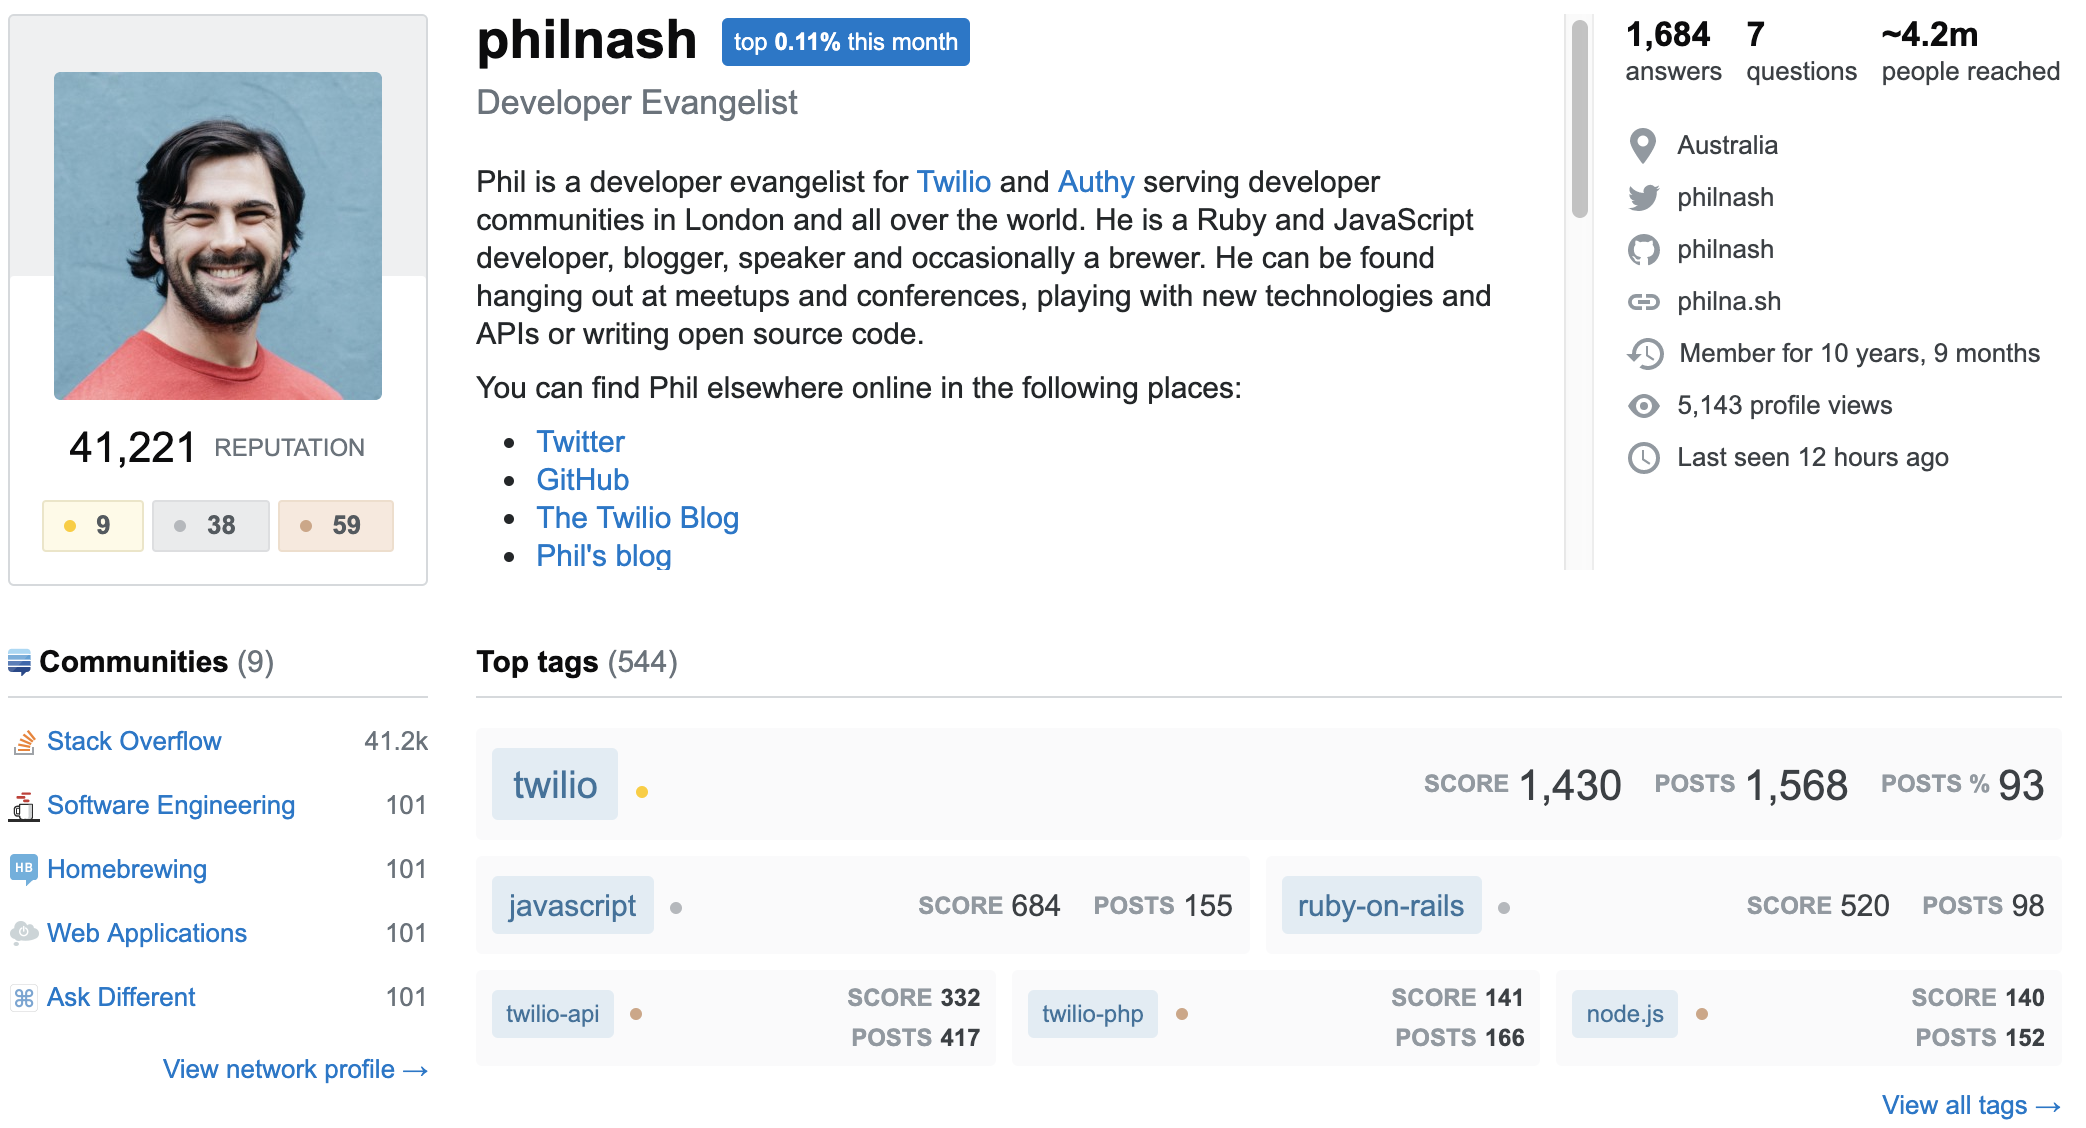 philnash
top 0.11% this month
Developer Evangelist
Phil is a developer evangelist for Twilio and Authy serving developer
communities in London and all over the world. He is a Ruby and JavaScript
developer, blogger, speaker and occasionally a brewer. He can be found
hanging out at meetups and conferences, playing with new technologies and
APIs or writing open source code.
You can find Phil elsewhere online in the following places:
Twitter
GitHub
The Twilio Blog
Phil's blog
41,221 REPUTATION
9
38
59
1,684 answers
7 questions
~4.2m people reached
Australia
philnash
philnash
philna.sh
Member for 10 years, 9 months
5,143 profile views
Last seen 12 hours ago
Communities (9)
Stack Overflow 41.2k
Software Engineering 101
HB Homebrewing 101
Web Applications 101
Ask Different 101
View network profile →
Top tags (544)
twilio SCORE 1,430 POSTS 1,568 POSTS % 93
javascript SCORE 684 POSTS 155
ruby-on-rails SCORE 520 POSTS 98
twilio-api SCORE 332
POSTS 417
twilio-php SCORE 141
POSTS 166
node.js SCORE 140
POSTS 152
View all tags →